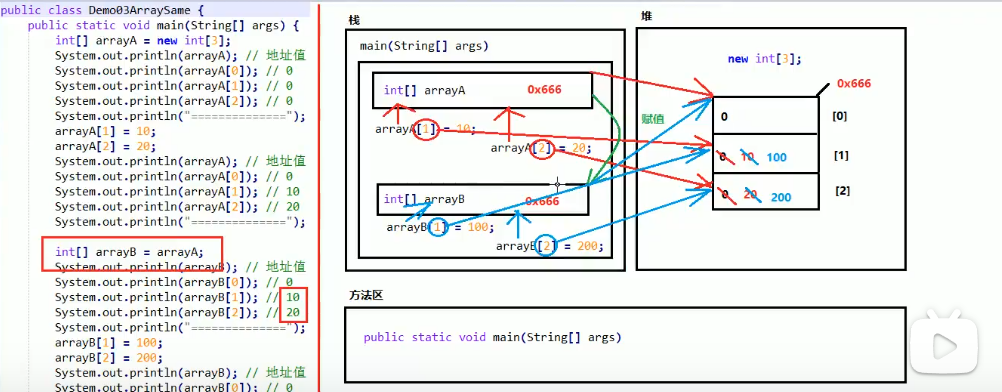 public class Demo03ArraySame {
public static void main(String[] args) {
int[] arrayA = new int[3];
System.out.println(arrayA); // 地址值
System.out.println(arrayA[0]); // 0
System.out.println(arrayA[1]); // 0
System.out.println(arrayA[2]); // 0
System.out.println("==============");
arrayA[1] = 10;
arrayA[2] = 20;
System.out.println(arrayA); // 地址值
System.out.println(arrayA[0]); // 0
System.out.println(arrayA[1]); // 10
System.out.println(arrayA[2]); // 20
System.out.println("==============");
int[] arrayB = arrayA;
System.out.println(arrayB); // 地址值
System.out.println(arrayB[0]); // 0
System.out.println(arrayB[1]); // 10
System.out.println(arrayB[2]); // 20
System.out.println("==============");
arrayB[1] = 100;
arrayB[2] = 200;
System.out.println(arrayB); // 地址值
System.out.println(arrayB[0]); // 0
栈
main(String[] args)
int[] arrayA 0x666
arrayA[1] = 10;
arrayA[2] = 20;
int[] arrayB 0x666
arrayB[1] = 100;
arrayB[2] = 200;
赋值
堆
new int[3];
0x666
0 [0]
0 10 100 [1]
0 20 200 [2]
方法区
public static void main(String[] args)